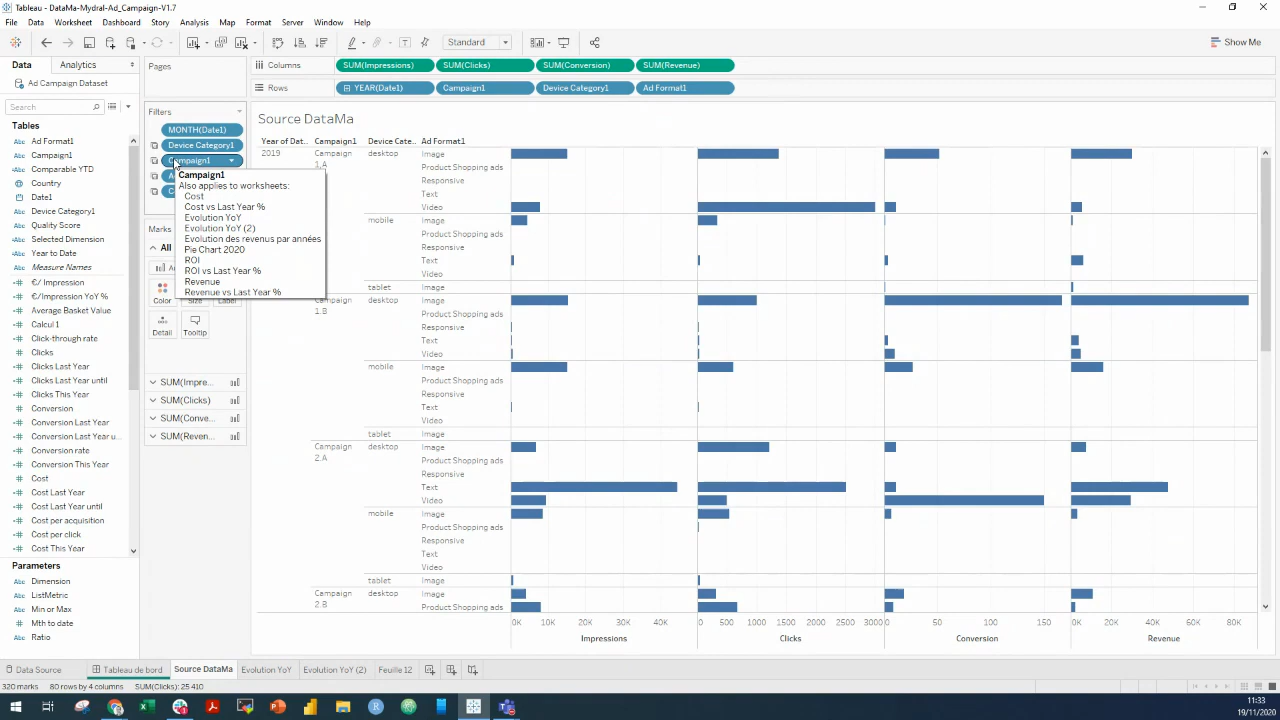 Tableau - DataMa-Mydral-Ad_Campaign-V1.7
File Data Worksheet Dashboard Story Analysis Map Format Server Window Help
Standard
Show Me
Data Analytics
Pages
Columns SUM(Impressions) SUM(Clicks) SUM(Conversion) SUM(Revenue)
Rows YEAR(Date1) Campaign1 Device Category1 Ad Format1
Ad Campaign Dataset
Search
Tables
Abc Ad Format1
Abc Campaign1
Abc Comparable YTD
Country
Date1
Abc Device Category1
Abc Quality Score
Abc Selected Dimension
Abc Year to Date
Abc Measure Names
€/ Impression
€/Impression YoY %
Average Basket Value
Calcul 1
Click-through rate
Clicks
Clicks Last Year
Clicks Last Year until
Clicks This Year
Conversion
Conversion Last Year
Conversion Last Year u...
Conversion rate
Conversion This Year
Cost
Cost Last Year
Cost Last Year until
Cost per acquisition
Cost per click
Cost This Year
Parameters
Abc Dimension
Abc ListMetric
Abc Min or Max
Abc Mth to date
Abc Ratio
Filters
MONTH(Date1)
Device Category1
Campaign1
Campaign1
Also applies to worksheets:
Cost
Cost vs Last Year %
Evolution YoY
Evolution YoY (2)
Evolution des revenus par années
Pie Chart 2020
ROI
ROI vs Last Year %
Revenue
Revenue vs Last Year %
Marks
All
Color Size Label
Detail Tooltip
SUM(Impre...
SUM(Clicks)
SUM(Conve...
SUM(Reven...
Source DataMa
Year of Dat.. Campaign1 Device Cate.. Ad Format1
2019 Campaign 1.A desktop Image
Product Shopping ads
Responsive
Text
Video
mobile Image
Product Shopping ads
Responsive
Text
Video
tablet Image
Campaign 1.B desktop Image
Product Shopping ads
Responsive
Text
Video
mobile Image
Product Shopping ads
Responsive
Text
Video
tablet Image
Campaign 2.A desktop Image
Product Shopping ads
Responsive
Text
Video
mobile Image
Product Shopping ads
Responsive
Text
Video
tablet Image
Campaign 2.B desktop Image
Product Shopping ads
0K 10K 20K 30K 40K 0 500 1000 1500 2000 2500 3000 0 50 100 150 0K 20K 40K 60K 80K
Impressions Clicks Conversion Revenue
Data Source Tableau de bord Source DataMa Evolution YoY Evolution YoY (2) Feuille 12
320 marks 80 rows by 4 columns SUM(Clicks): 25 410
11:33
19/11/2020